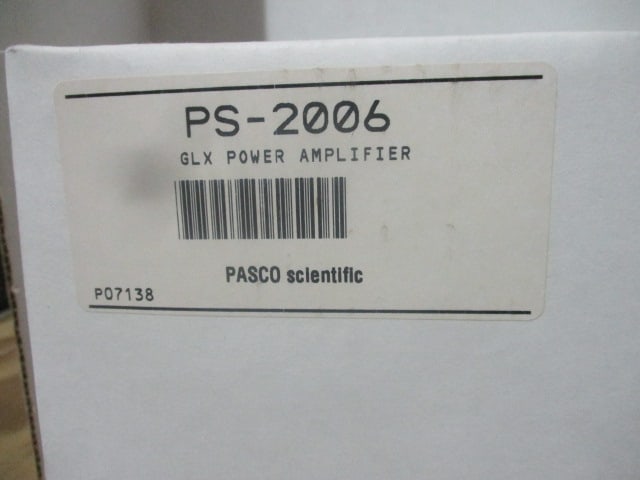 PS-2006
GLX POWER AMPLIFIER
PASCO scientific
P07138